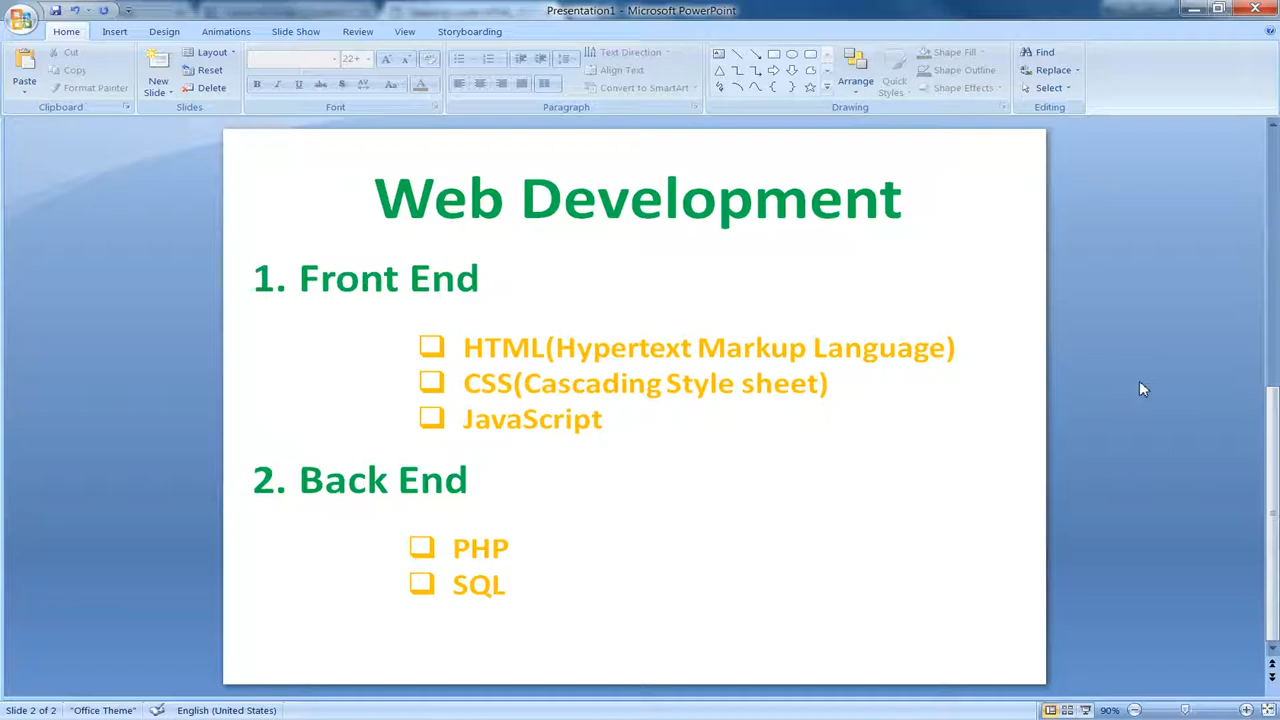 Presentation1 - Microsoft PowerPoint
Home Insert Design Animations Slide Show Review View Storyboarding
Paste
Cut
Copy
Format Painter
Clipboard
New Slide
Layout
Reset
Delete
Slides
22+
Font
Text Direction
Align Text
Convert to SmartArt
Paragraph
Arrange
Quick Styles
Shape Fill
Shape Outline
Shape Effects
Drawing
Find
Replace
Select
Editing
Web Development
1. Front End
HTML(Hypertext Markup Language)
CSS(Cascading Style sheet)
JavaScript
2. Back End
PHP
SQL
Slide 2 of 2 "Office Theme" English (United States) 90%